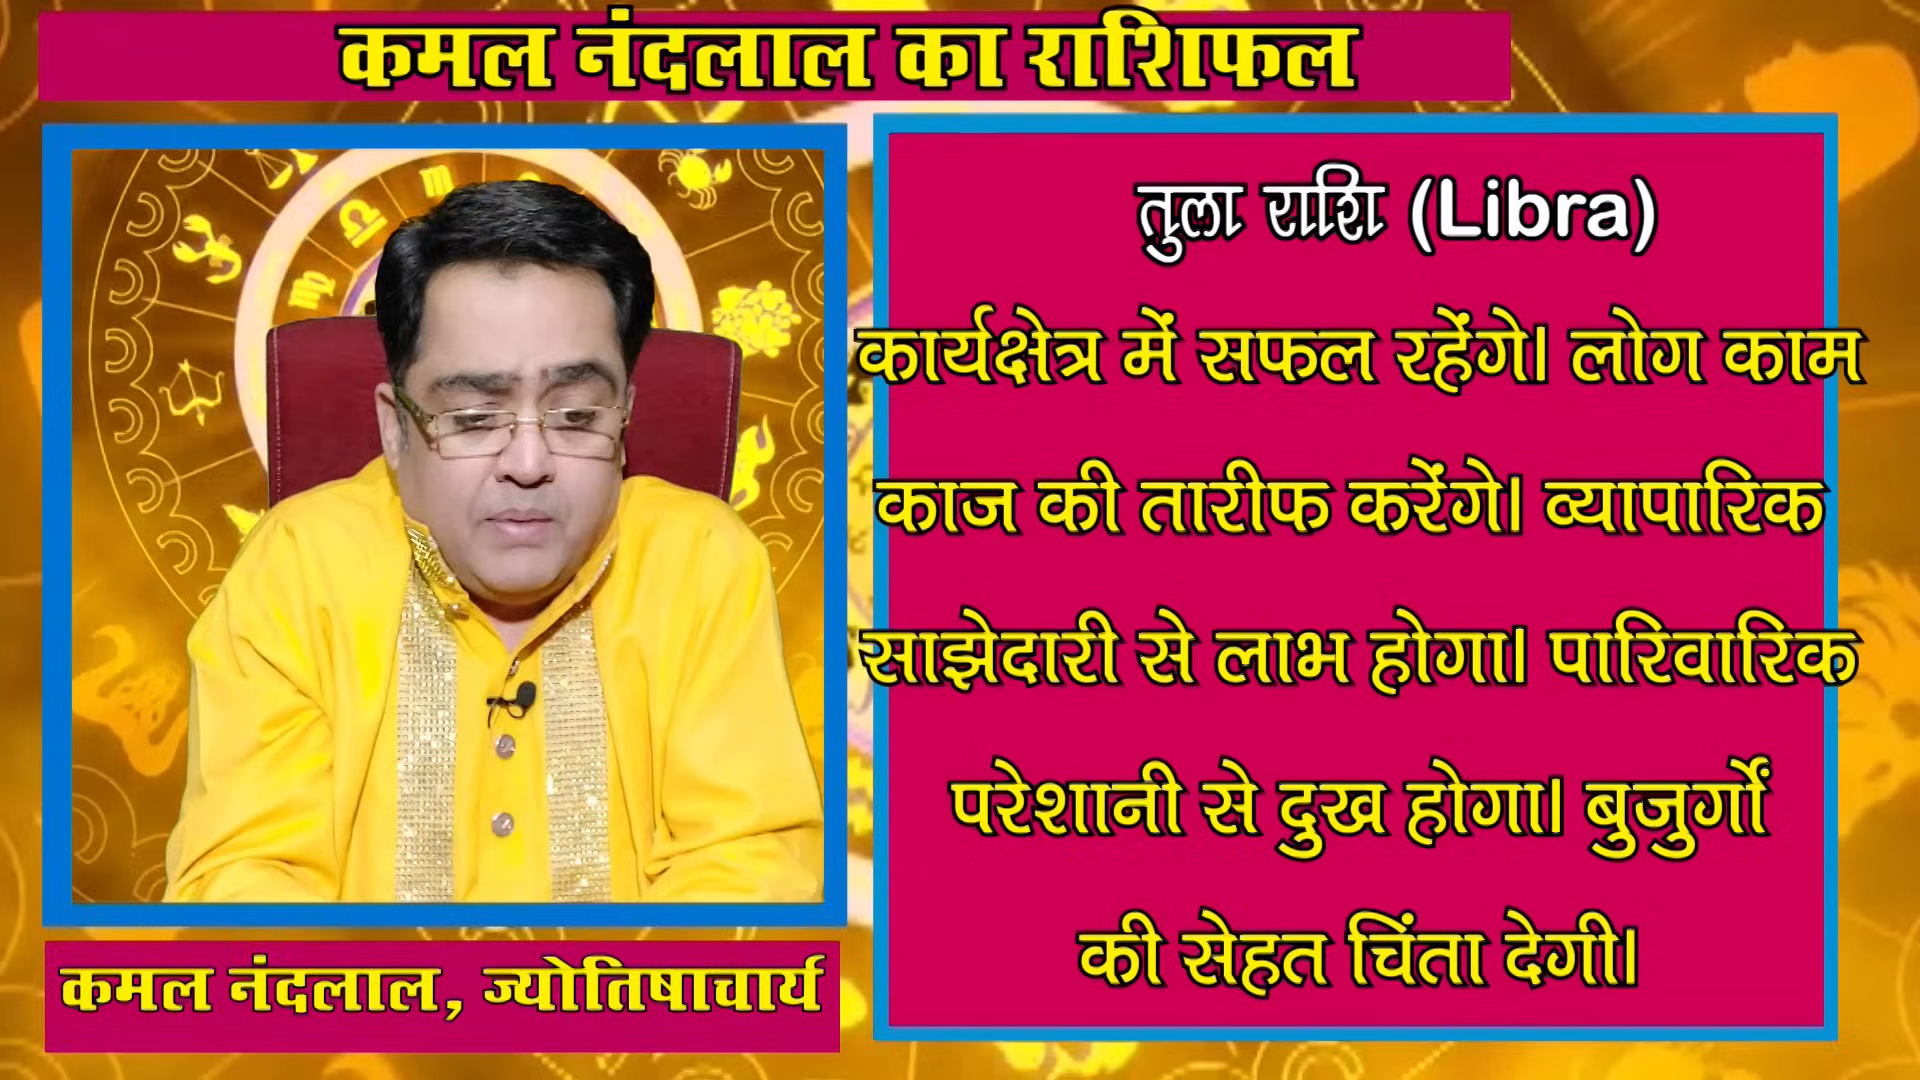 कमल नंदलाल का राशिफल
तुला राशि (Libra)
कार्यक्षेत्र में सफल रहेंगे। लोग काम
काज की तारीफ करेंगे। व्यापारिक
साझेदारी से लाभ होगा। पारिवारिक
परेशानी से दुख होगा। बुजुर्गों
की सेहत चिंता देगी।
कमल नंदलाल, ज्योतिषाचार्य